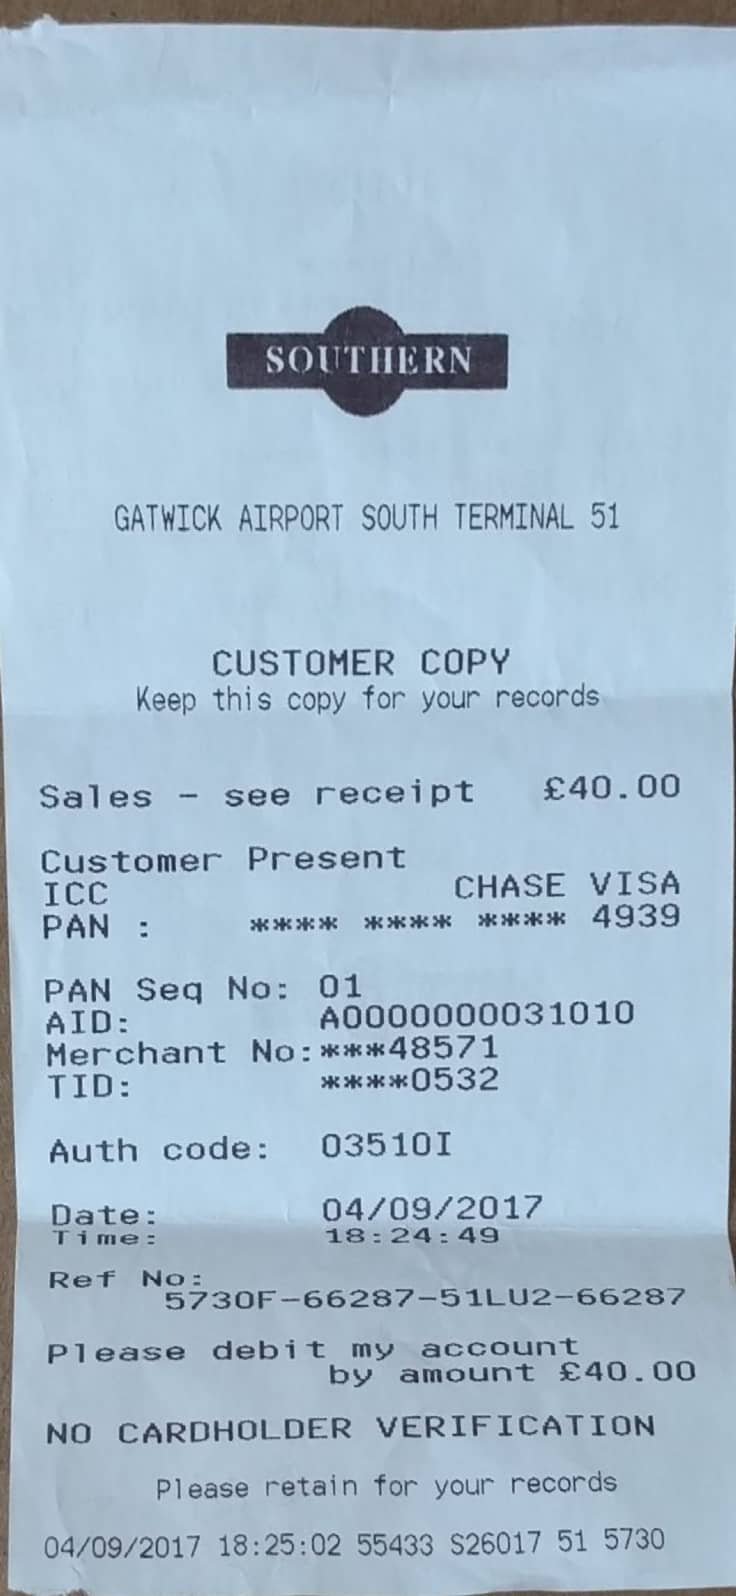 SOUTHERN
GATWICK AIRPORT SOUTH TERMINAL 51
CUSTOMER COPY
Keep this copy for your records
Sales - see receipt £40.00
Customer Present
ICC CHASE VISA
PAN : **** **** **** 4939
PAN Seq No: 01
AID: A0000000031010
Merchant No:***48571
TID: ****0532
Auth code: 03510I
Date: 04/09/2017
Time: 18:24:49
Ref No:
5730F-66287-51LU2-66287
Please debit my account
by amount £40.00
NO CARDHOLDER VERIFICATION
Please retain for your records
04/09/2017 18:25:02 55433 S26017 51 5730